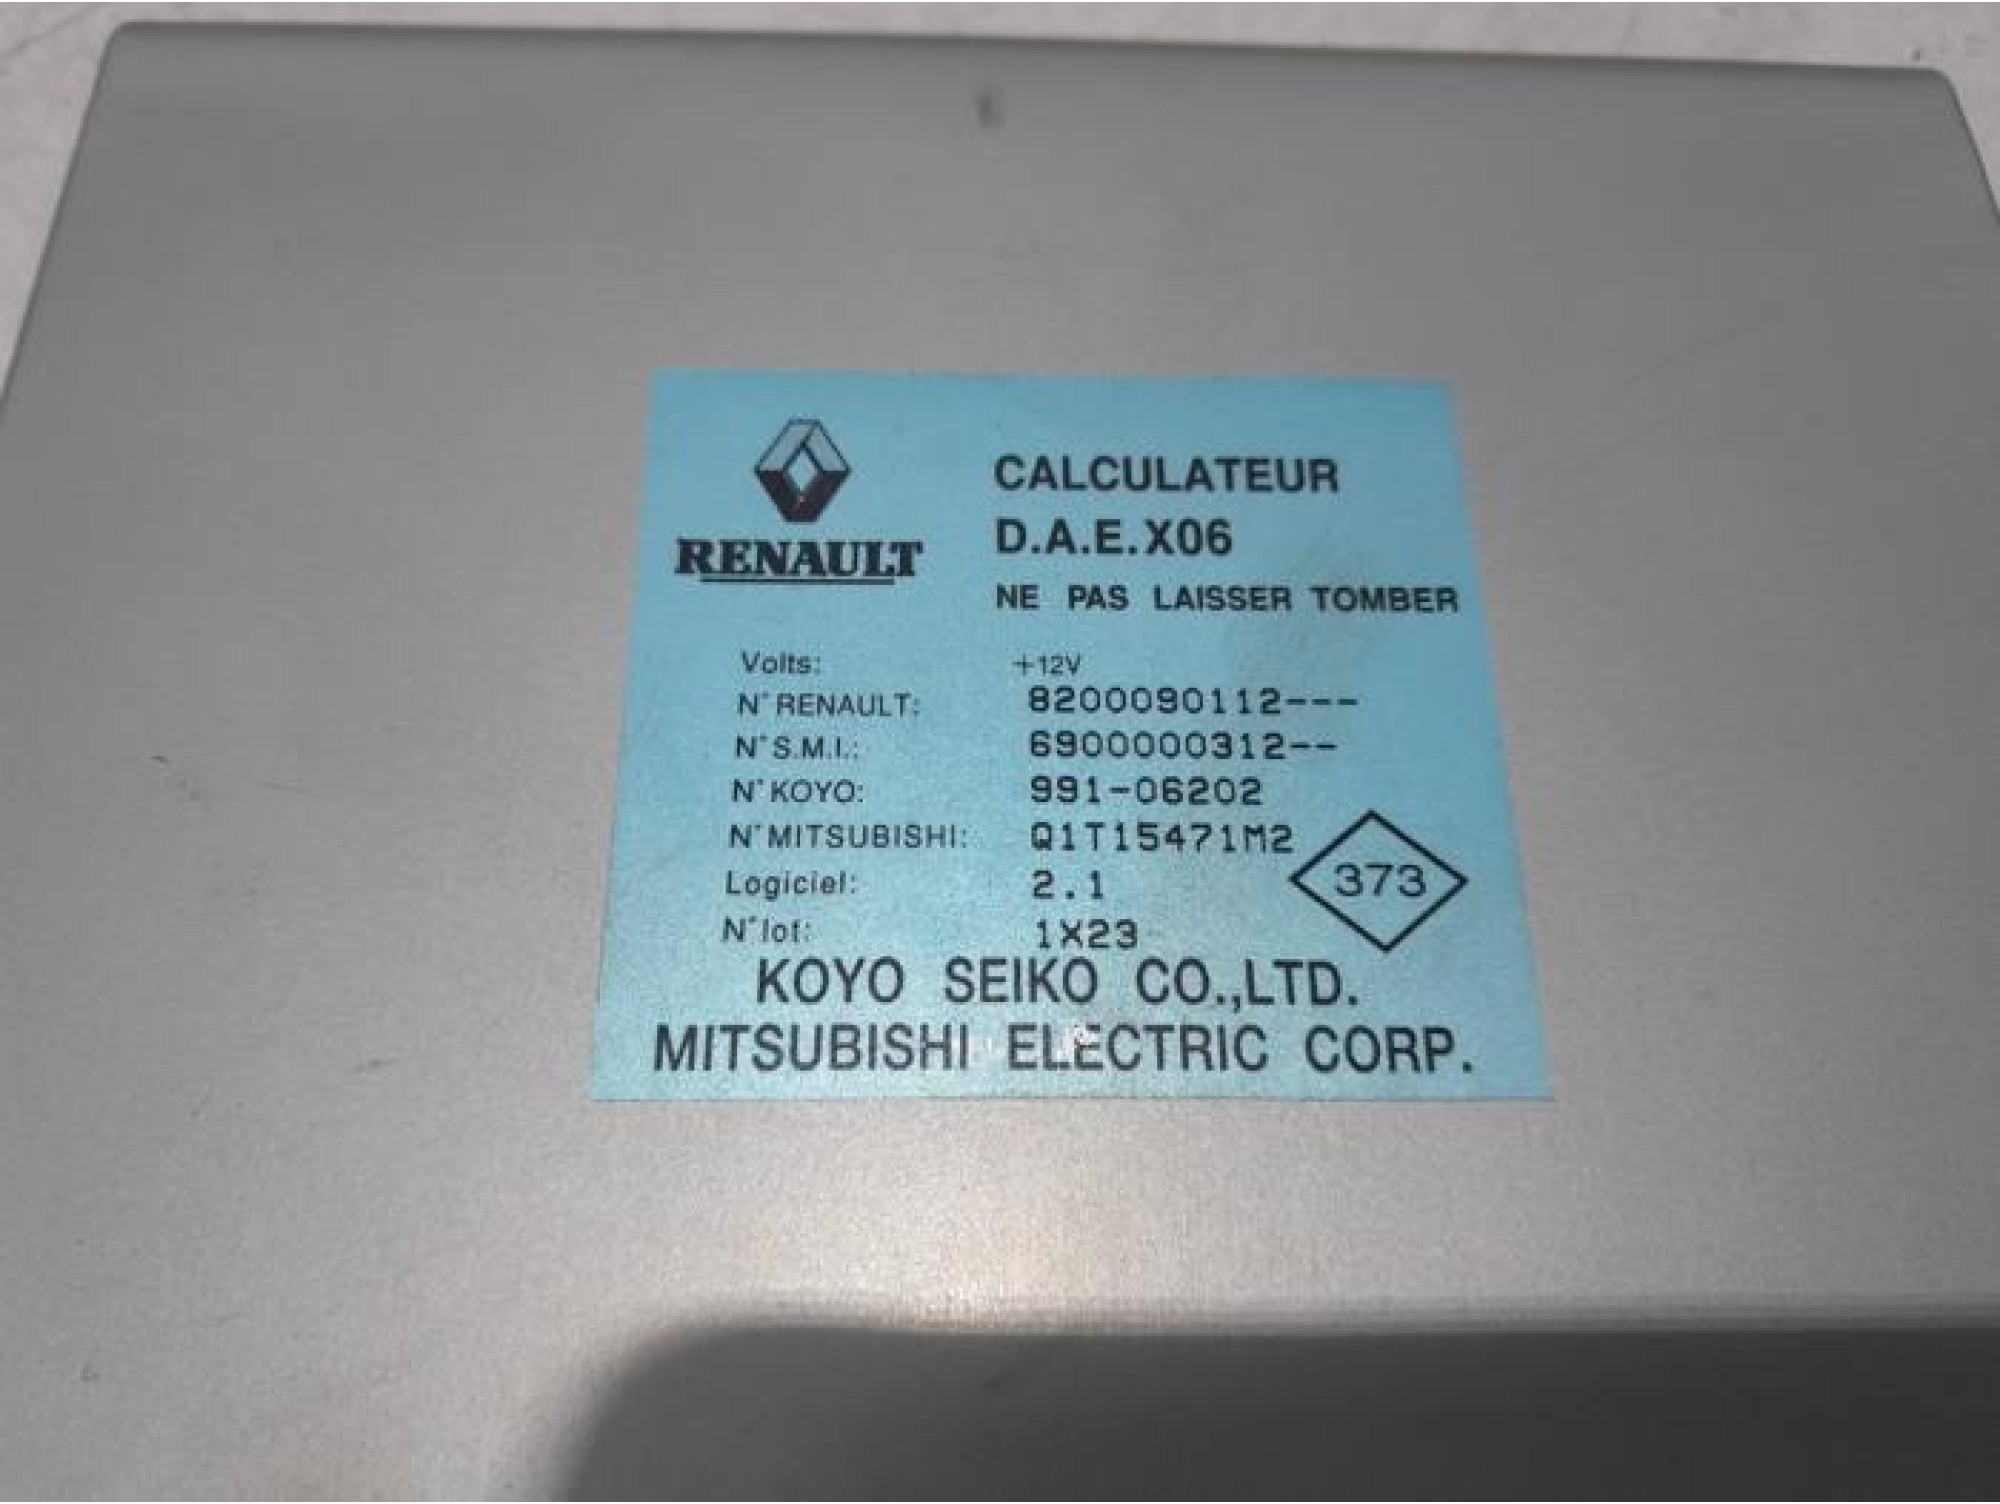 RENAULT
CALCULATEUR
D.A.E.X06
NE PAS LAISSER TOMBER
Volts: +12V
N° RENAULT: 8200090112---
N° S.M.I.: 6900000312--
N° KOYO: 991-06202
N° MITSUBISHI: Q1T15471M2
Logiciel: 2.1
N° lot: 1X23
373
KOYO SEIKO CO.,LTD.
MITSUBISHI ELECTRIC CORP.